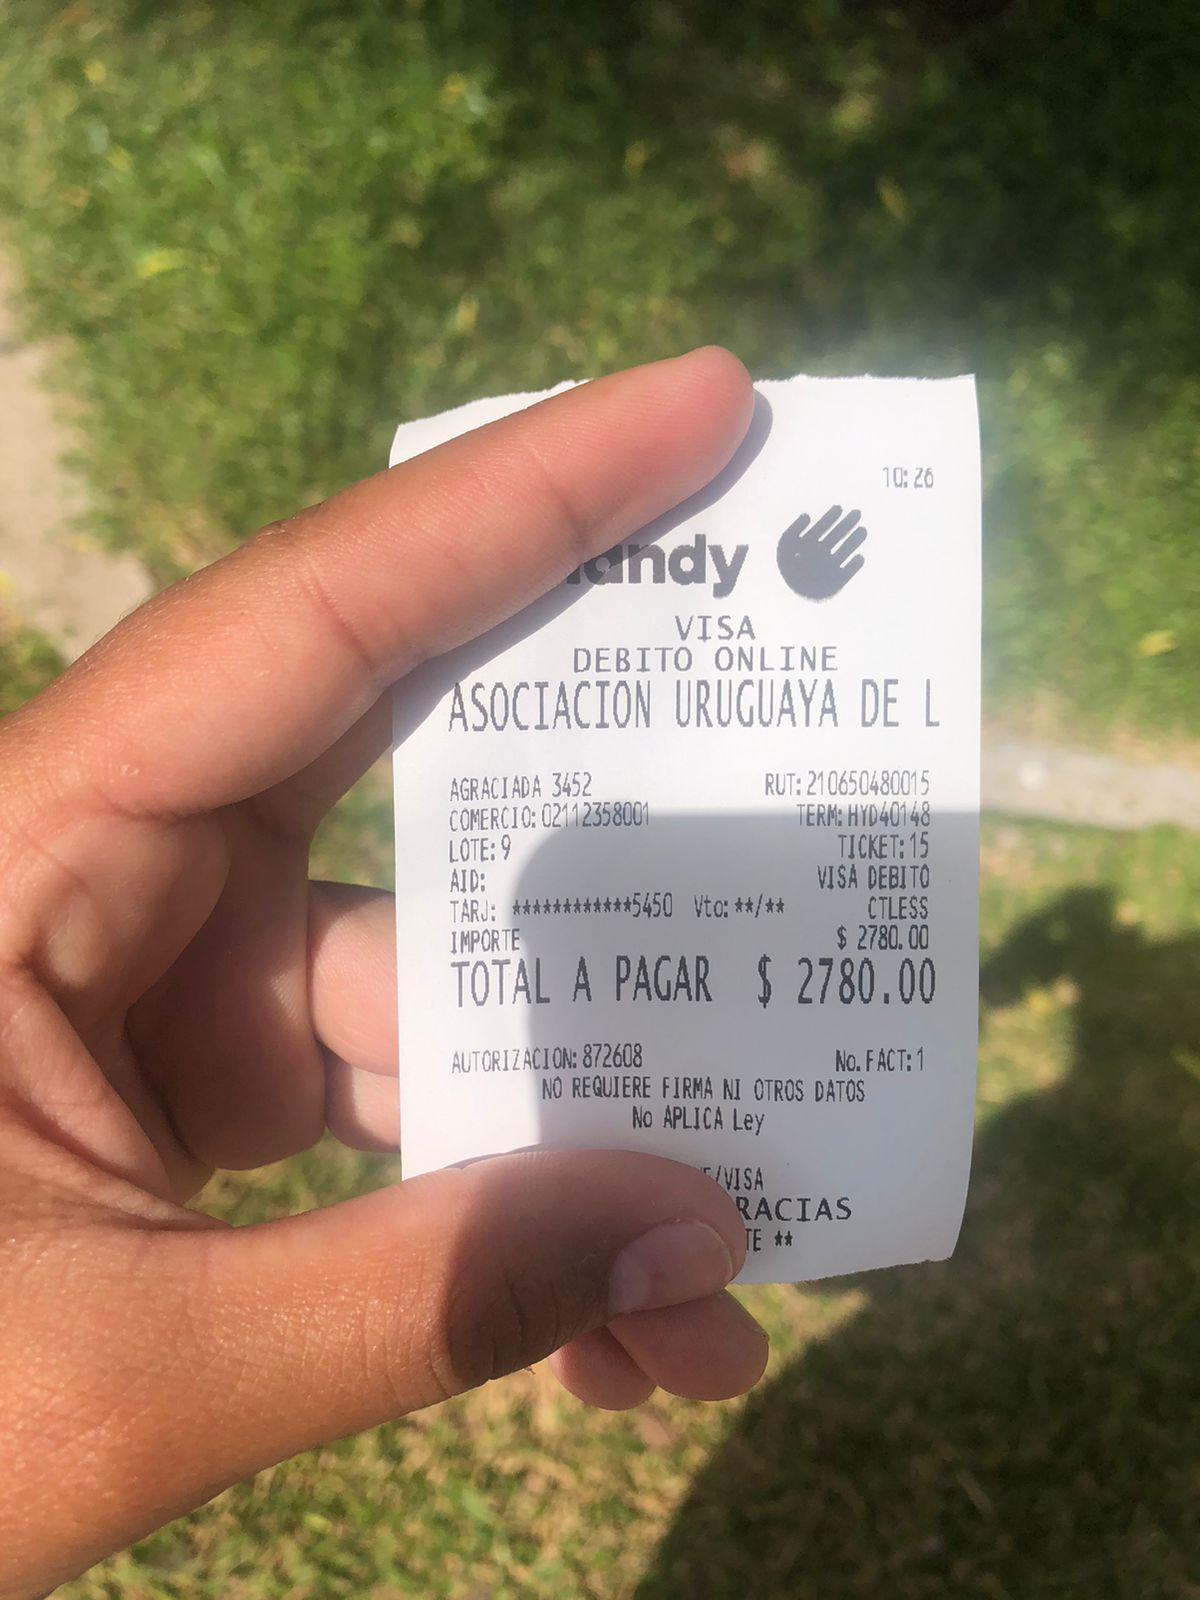 10:26
andy
VISA
DEBITO ONLINE
ASOCIACION URUGUAYA DE L
AGRACIADA 3452 RUT: 210650480015
COMERCIO: 02112358001 TERM: HYD40148
LOTE: 9 TICKET: 15
AID: VISA DEBITO
TARJ: ************5450 Vto: **/** CTLESS
IMPORTE $ 2780.00
TOTAL A PAGAR $ 2780.00
AUTORIZACION: 872608 No. FACT: 1
NO REQUIERE FIRMA NI OTROS DATOS
No APLICA Ley
/VISA
RACIAS
TE **